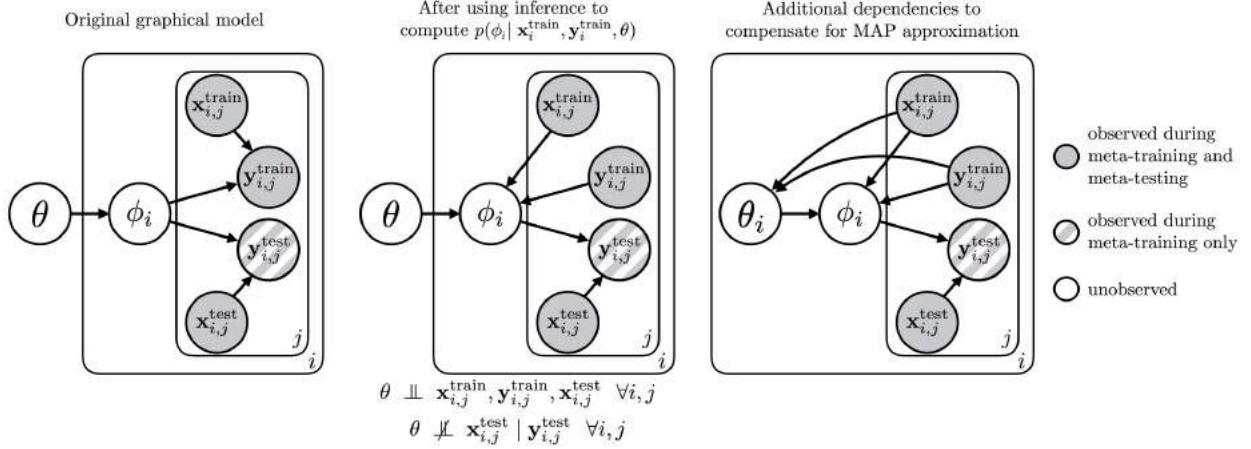 Original graphical model
After using inference to
compute p(ϕ_i | x_i^train, y_i^train, θ)
Additional dependencies to
compensate for MAP approximation
x_{i,j}^train
y_{i,j}^train
θ
ϕ_i
y_{i,j}^test
x_{i,j}^test
j
i
x_{i,j}^train
y_{i,j}^train
θ
ϕ_i
y_{i,j}^test
x_{i,j}^test
j
i
x_{i,j}^train
y_{i,j}^train
θ_i
ϕ_i
y_{i,j}^test
x_{i,j}^test
j
i
observed during
meta-training and
meta-testing
observed during
meta-training only
unobserved
θ ⫫ x_{i,j}^train, y_{i,j}^train, x_{i,j}^test ∀i, j
θ ⫫̸ x_{i,j}^test | y_{i,j}^test ∀i, j